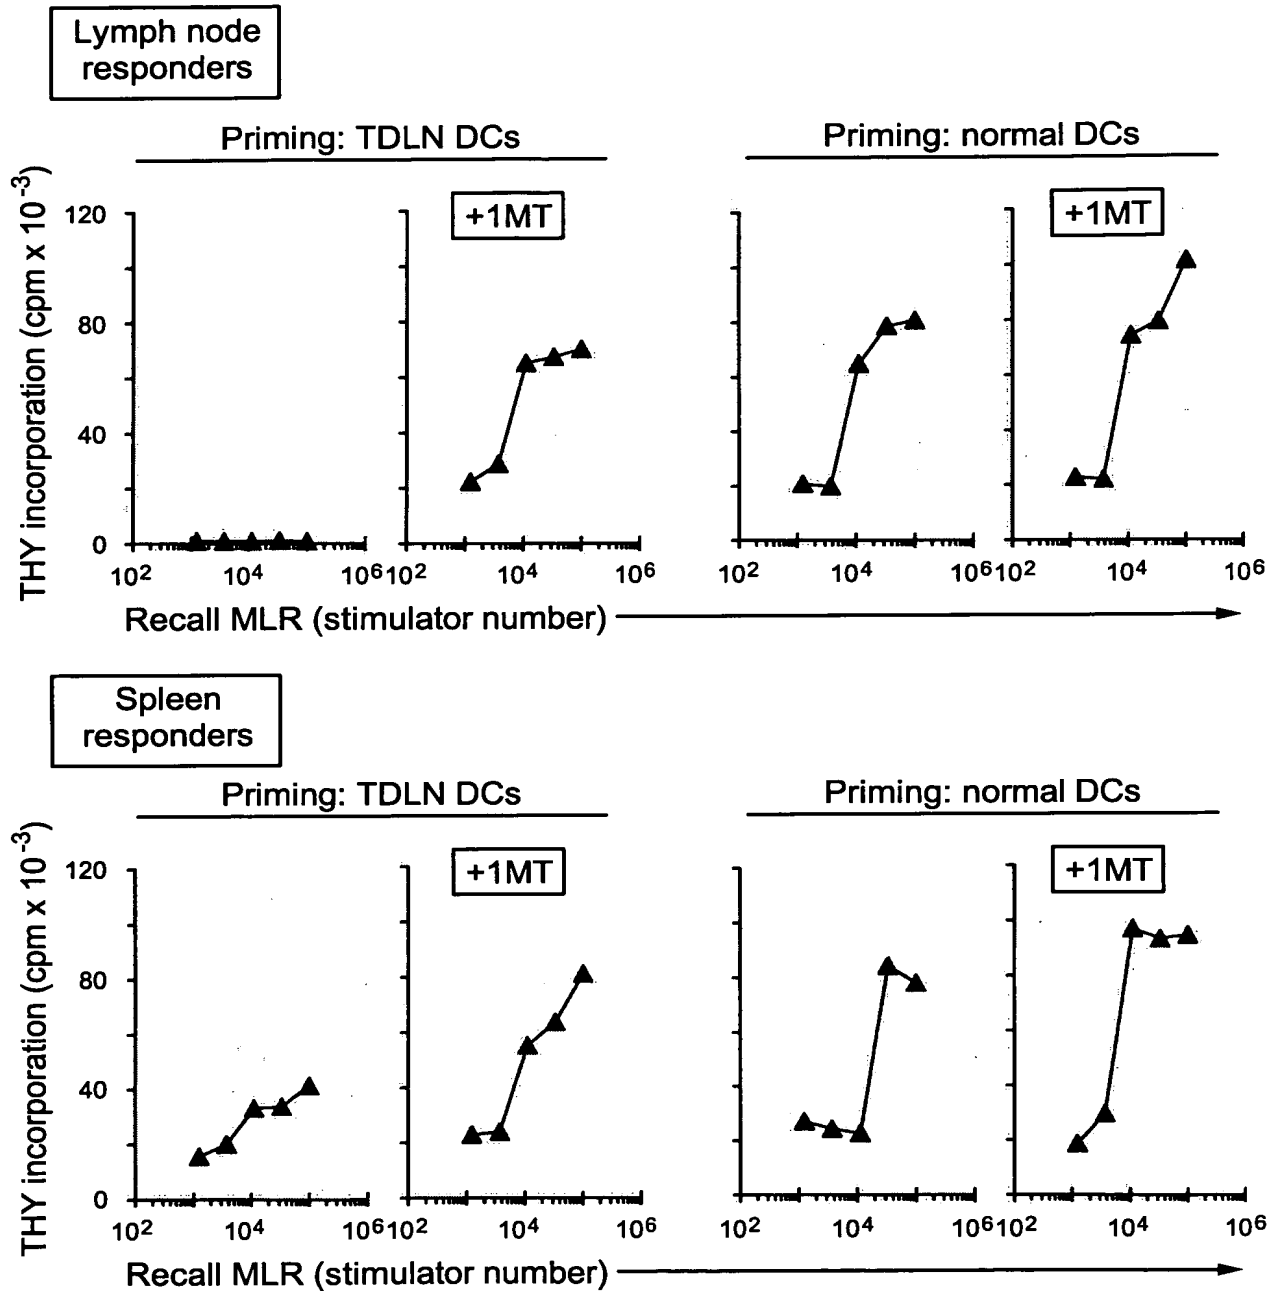 Lymph node
responders
Priming: TDLN DCs
Priming: normal DCs
THY incorporation (cpm x 10⁻³)
120
80
40
0
+1MT
+1MT
10² 10⁴ 10⁶ 10² 10⁴ 10⁶
10² 10⁴ 10⁶ 10² 10⁴ 10⁶
Recall MLR (stimulator number)
Spleen
responders
Priming: TDLN DCs
Priming: normal DCs
THY incorporation (cpm x 10⁻³)
120
80
40
0
+1MT
+1MT
10² 10⁴ 10⁶ 10² 10⁴ 10⁶
10² 10⁴ 10⁶ 10² 10⁴ 10⁶
Recall MLR (stimulator number)